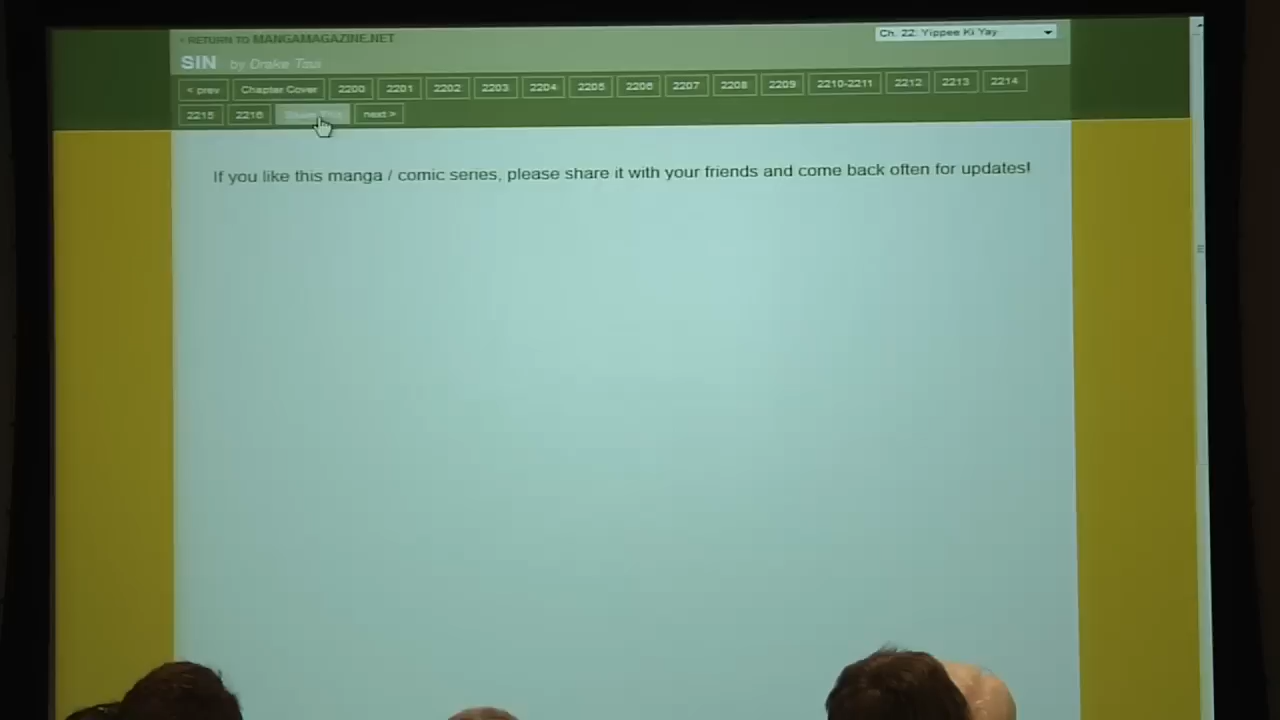 < RETURN TO MANGAMAGAZINE.NET
Ch. 22: Yippee Ki Yay
SIN by Drake Tsui
< prev Chapter Cover 2200 2201 2202 2203 2204 2205 2206 2207 2208 2209 2210-2211 2212 2213 2214
2215 2216 next >
If you like this manga / comic series, please share it with your friends and come back often for updates!